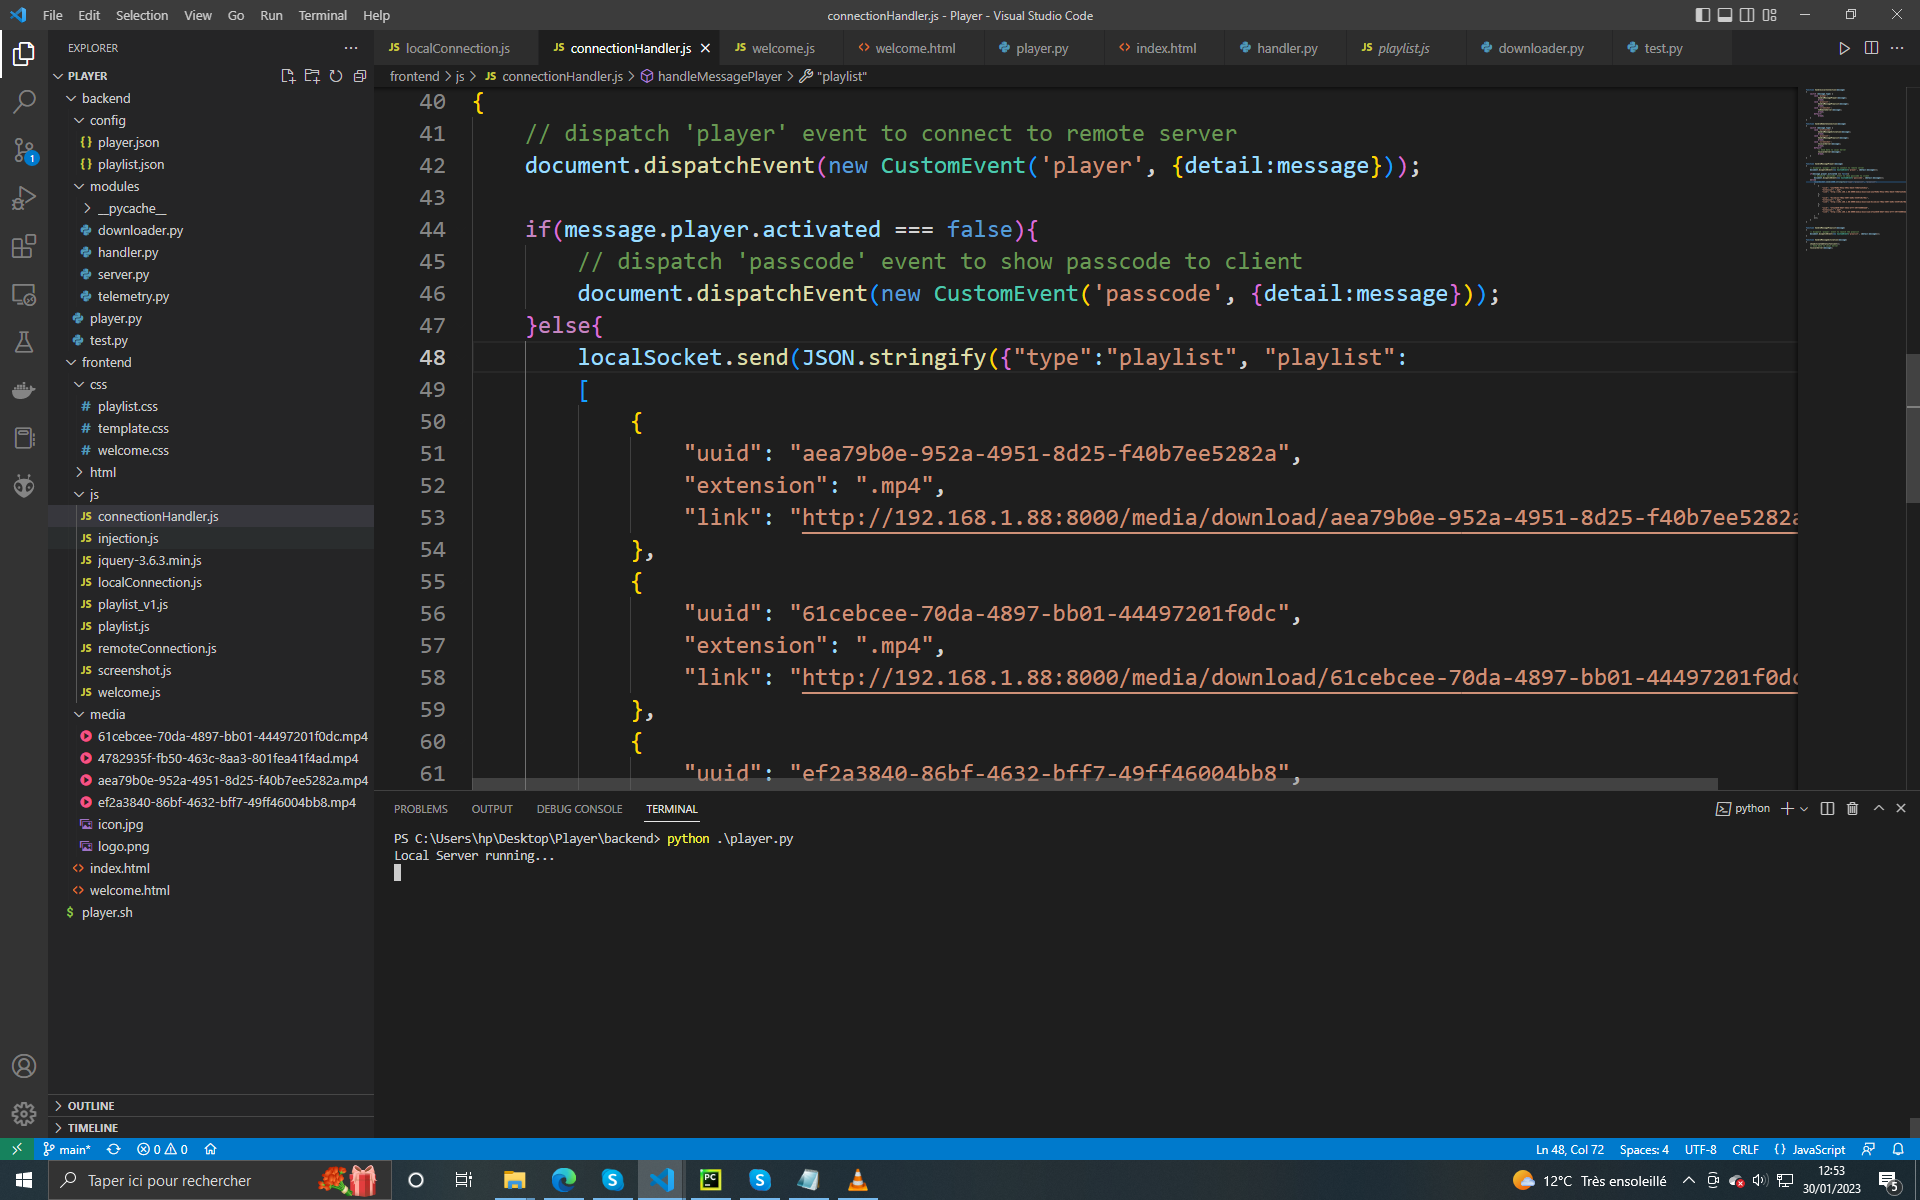 File Edit Selection View Go Run Terminal Help
connectionHandler.js - Player - Visual Studio Code
EXPLORER
PLAYER
backend
config
player.json
playlist.json
modules
__pycache__
downloader.py
handler.py
server.py
telemetry.py
player.py
test.py
frontend
css
playlist.css
template.css
welcome.css
html
js
connectionHandler.js
injection.js
jquery-3.6.3.min.js
localConnection.js
playlist_v1.js
playlist.js
remoteConnection.js
screenshot.js
welcome.js
media
61cebcee-70da-4897-bb01-44497201f0dc.mp4
4782935f-fb50-463c-8aa3-801fea41f4ad.mp4
aea79b0e-952a-4951-8d25-f40b7ee5282a.mp4
ef2a3840-86bf-4632-bff7-49ff46004bb8.mp4
icon.jpg
logo.png
index.html
welcome.html
player.sh
OUTLINE
TIMELINE
localConnection.js connectionHandler.js welcome.js welcome.html player.py index.html handler.py playlist.js downloader.py test.py
frontend > js > JS connectionHandler.js > handleMessagePlayer > "playlist"
40 {
41 // dispatch 'player' event to connect to remote server
42 document.dispatchEvent(new CustomEvent('player', {detail:message}));
43
44 if(message.player.activated === false){
45 // dispatch 'passcode' event to show passcode to client
46 document.dispatchEvent(new CustomEvent('passcode', {detail:message}));
47 }else{
48 localSocket.send(JSON.stringify({"type":"playlist", "playlist":
49 [
50 {
51 "uuid": "aea79b0e-952a-4951-8d25-f40b7ee5282a",
52 "extension": ".mp4",
53 "link": "http://192.168.1.88:8000/media/download/aea79b0e-952a-4951-8d25-f40b7ee5282a
54 },
55 {
56 "uuid": "61cebcee-70da-4897-bb01-44497201f0dc",
57 "extension": ".mp4",
58 "link": "http://192.168.1.88:8000/media/download/61cebcee-70da-4897-bb01-44497201f0dc
59 },
60 {
61 "uuid": "ef2a3840-86bf-4632-bff7-49ff46004bb8",
PROBLEMS OUTPUT DEBUG CONSOLE TERMINAL
python
PS C:\Users\hp\Desktop\Player\backend> python .\player.py
Local Server running...
main* 0 0
Ln 48, Col 72 Spaces: 4 UTF-8 CRLF {} JavaScript
Taper ici pour rechercher
12°C Très ensoleillé
12:53
30/01/2023
5